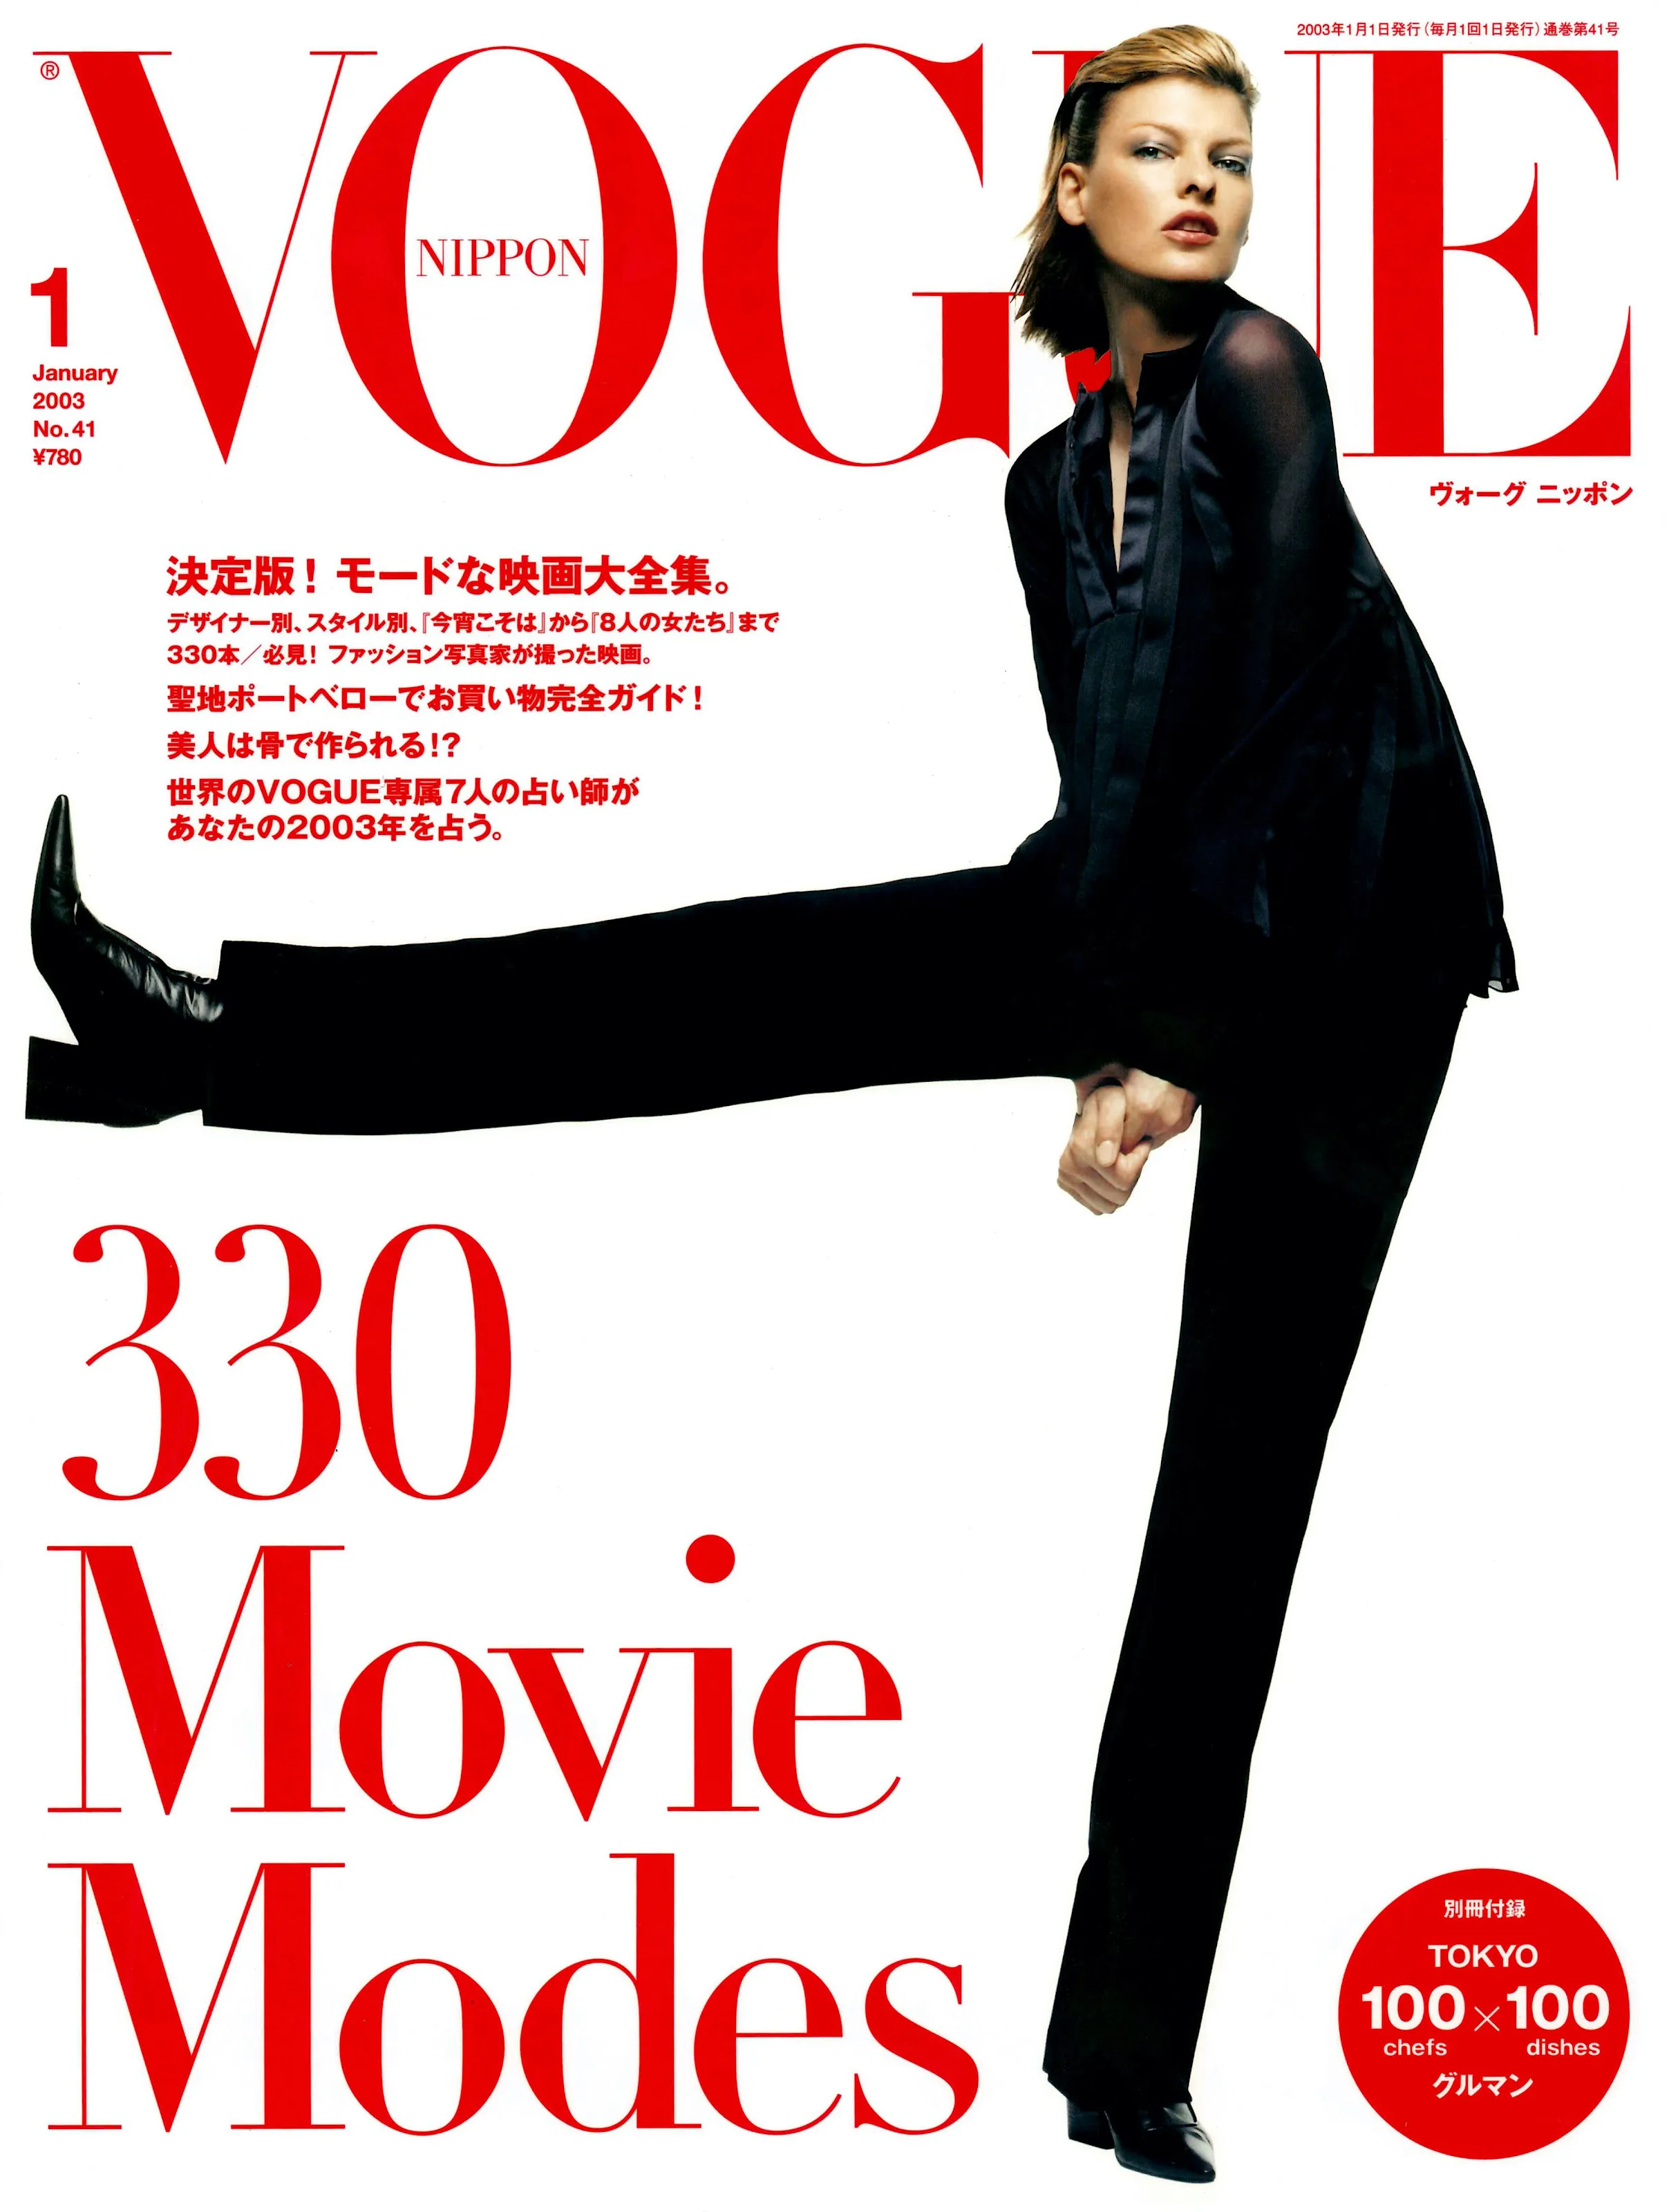 2003年1月1日発行(毎月1回1日発行)通巻第41号
VOGUE
®
NIPPON
1
January
2003
No.41
¥780
ヴォーグ ニッポン
決定版! モードな映画大全集。
デザイナー別、スタイル別、『今宵こそは』から『8人の女たち』まで
330本/必見! ファッション写真家が撮った映画。
聖地ポートベローでお買い物完全ガイド!
美人は骨で作られる!?
世界のVOGUE専属7人の占い師が
あなたの2003年を占う。
330
Movie
Modes
別冊付録
TOKYO
100×100
chefs dishes
グルマン